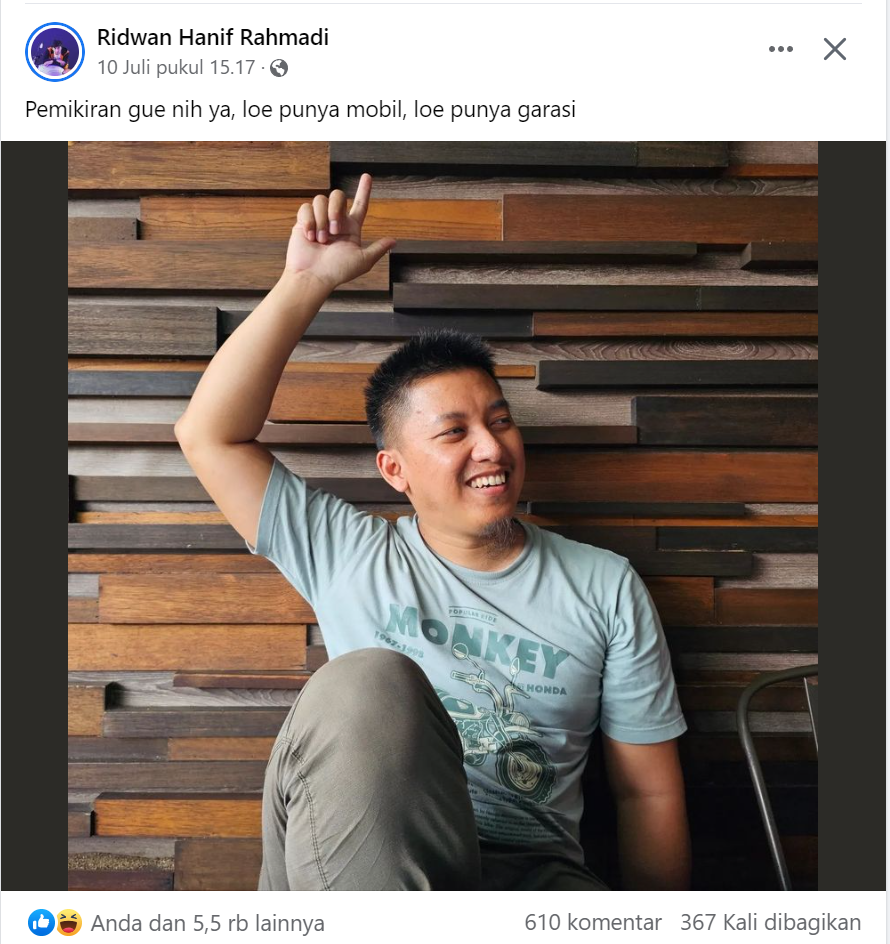 Ridwan Hanif Rahmadi
10 Juli pukul 15.17 ·
Pemikiran gue nih ya, loe punya mobil, loe punya garasi
POPULAR RIDE
MONKEY
1967-1998
HONDA
Anda dan 5,5 rb lainnya
610 komentar 367 Kali dibagikan